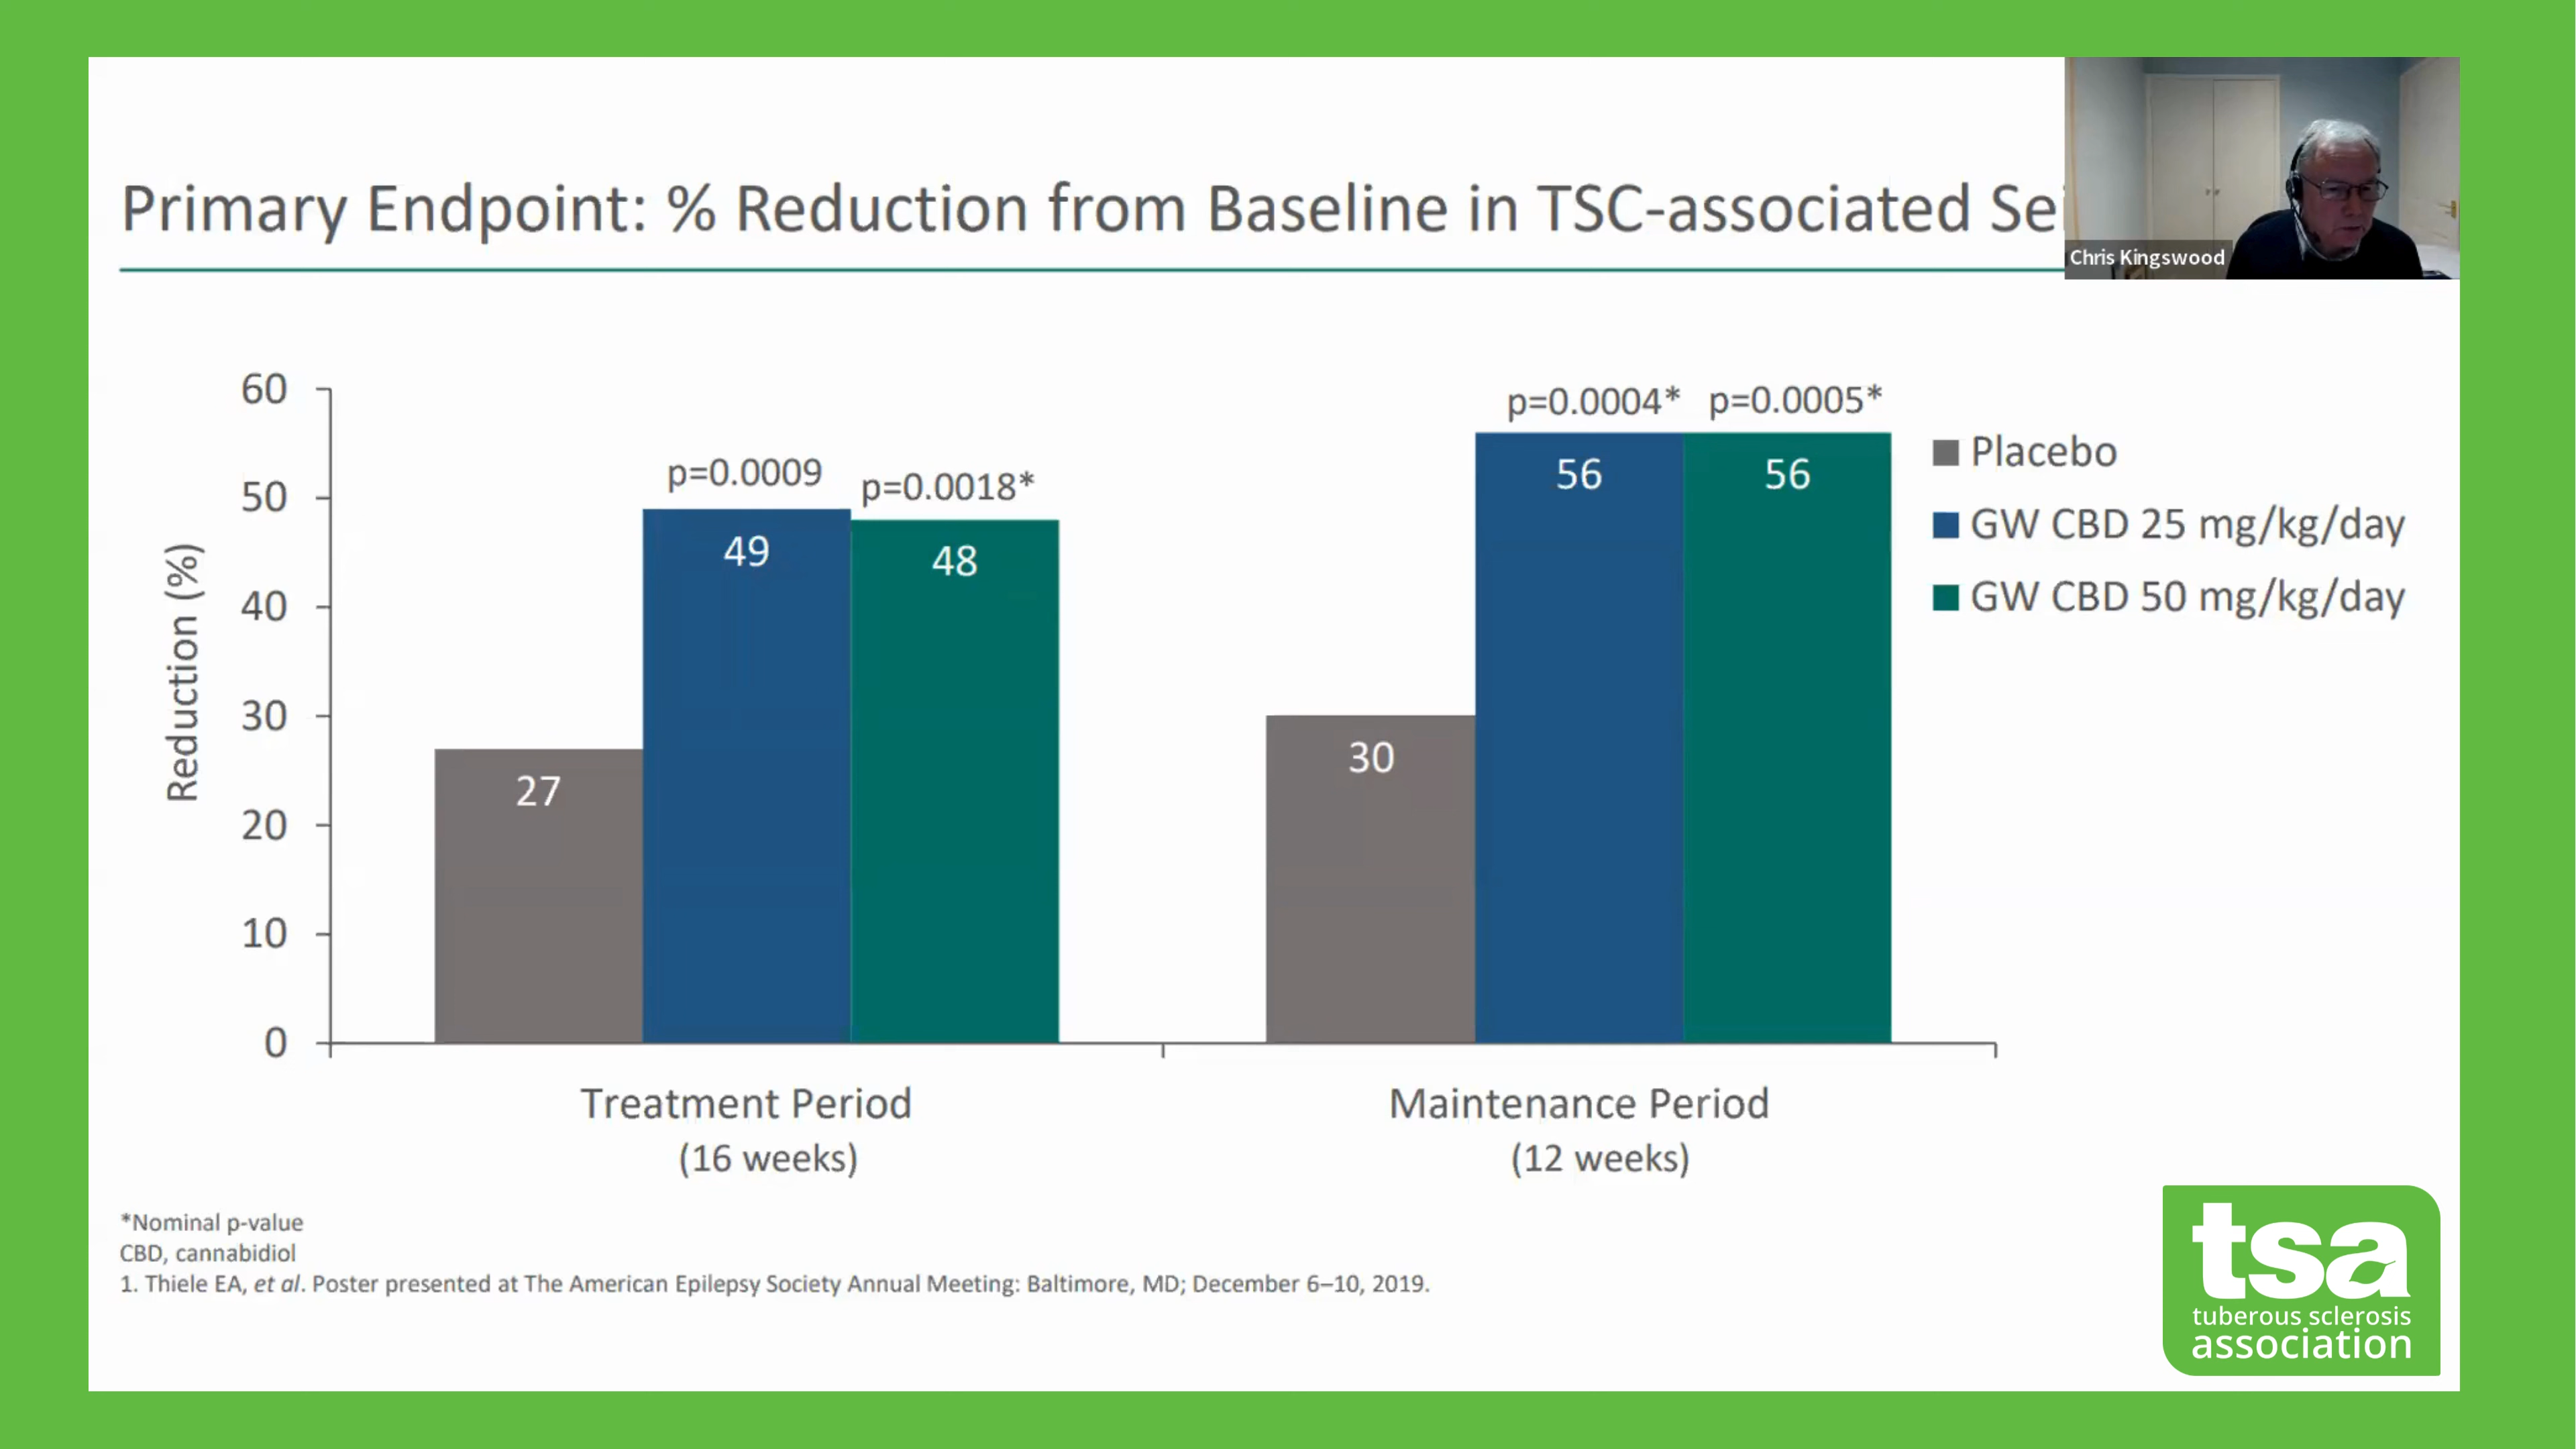 Primary Endpoint: % Reduction from Baseline in TSC-associated
Chris Kingswood
60
50
40
30
20
10
0
Reduction (%)
p=0.0009
p=0.0018*
p=0.0004*
p=0.0005*
27
49
48
30
56
56
Placebo
GW CBD 25 mg/kg/day
GW CBD 50 mg/kg/day
Treatment Period
(16 weeks)
Maintenance Period
(12 weeks)
*Nominal p-value
CBD, cannabidiol
1. Thiele EA, et al. Poster presented at The American Epilepsy Society Annual Meeting: Baltimore, MD; December 6–10, 2019.
tsa
tuberous sclerosis
association